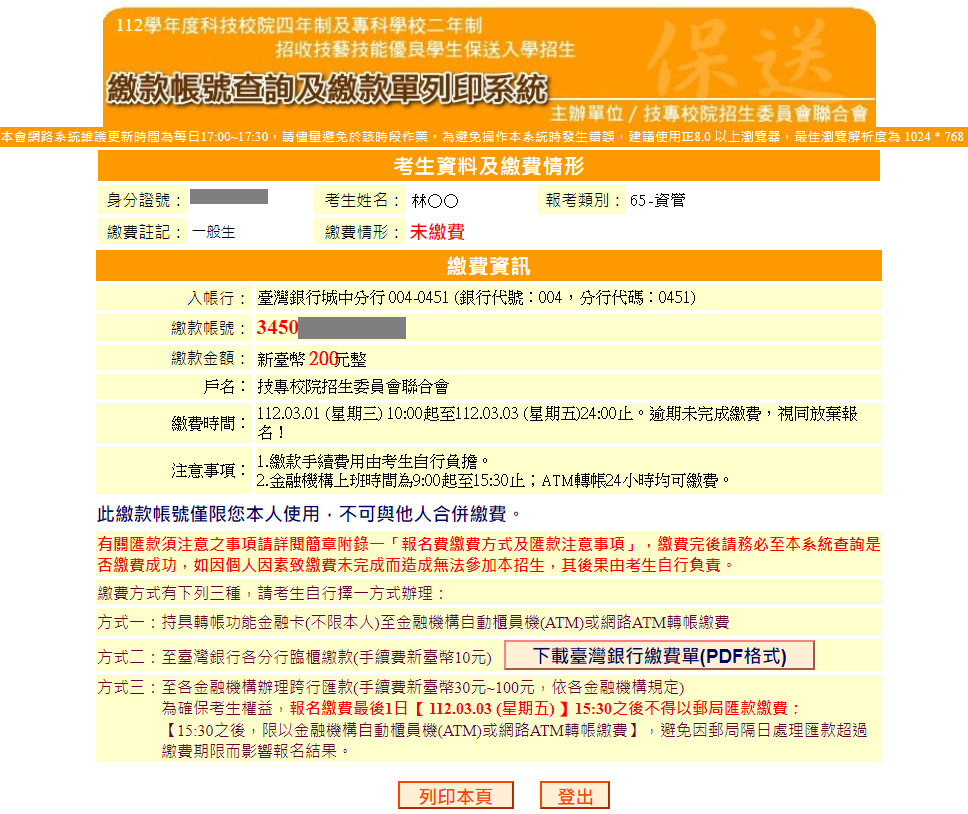 112學年度科技校院四年制及專科學校二年制
招收技藝技能優良學生保送入學招生
保送
繳款帳號查詢及繳款單列印系統
主辦單位 / 技專校院招生委員會聯合會
本會網路系統維護更新時間為每日17:00~17:30，請儘量避免於該時段作業。為避免操作本系統時發生錯誤，建議使用IE8.0 以上瀏覽器，最佳瀏覽解析度為 1024 * 768
考生資料及繳費情形
身分證號： 考生姓名： 林○○ 報考類別： 65-資管
繳費註記： 一般生 繳費情形： 未繳費
繳費資訊
入帳行： 臺灣銀行城中分行 004-0451 (銀行代號：004，分行代碼：0451)
繳款帳號： 3450
繳款金額： 新臺幣 200元整
戶名： 技專校院招生委員會聯合會
繳費時間： 112.03.01 (星期三) 10:00起至112.03.03 (星期五)24:00止。逾期未完成繳費，視同放棄報
名！
注意事項： 1.繳款手續費用由考生自行負擔。
2.金融機構上班時間為9:00起至15:30止；ATM轉帳24小時均可繳費。
此繳款帳號僅限您本人使用，不可與他人合併繳費。
有關匯款須注意之事項請詳閱簡章附錄一「報名費繳費方式及匯款注意事項」，繳費完後請務必至本系統查詢是
否繳費成功，如因個人因素致繳費未完成而造成無法參加本招生，其後果由考生自行負責。
繳費方式有下列三種，請考生自行擇一方式辦理：
方式一：持具轉帳功能金融卡(不限本人)至金融機構自動櫃員機(ATM)或網路ATM轉帳繳費
方式二：至臺灣銀行各分行臨櫃繳款(手續費新臺幣10元) 下載臺灣銀行繳費單(PDF格式)
方式三：至各金融機構辦理跨行匯款(手續費新臺幣30元~100元，依各金融機構規定)
為確保考生權益，報名繳費最後1日【 112.03.03 (星期五) 】15:30之後不得以郵局匯款繳費：
【15:30之後，限以金融機構自動櫃員機(ATM)或網路ATM轉帳繳費】，避免因郵局隔日處理匯款超過
繳費期限而影響報名結果。
列印本頁 登出